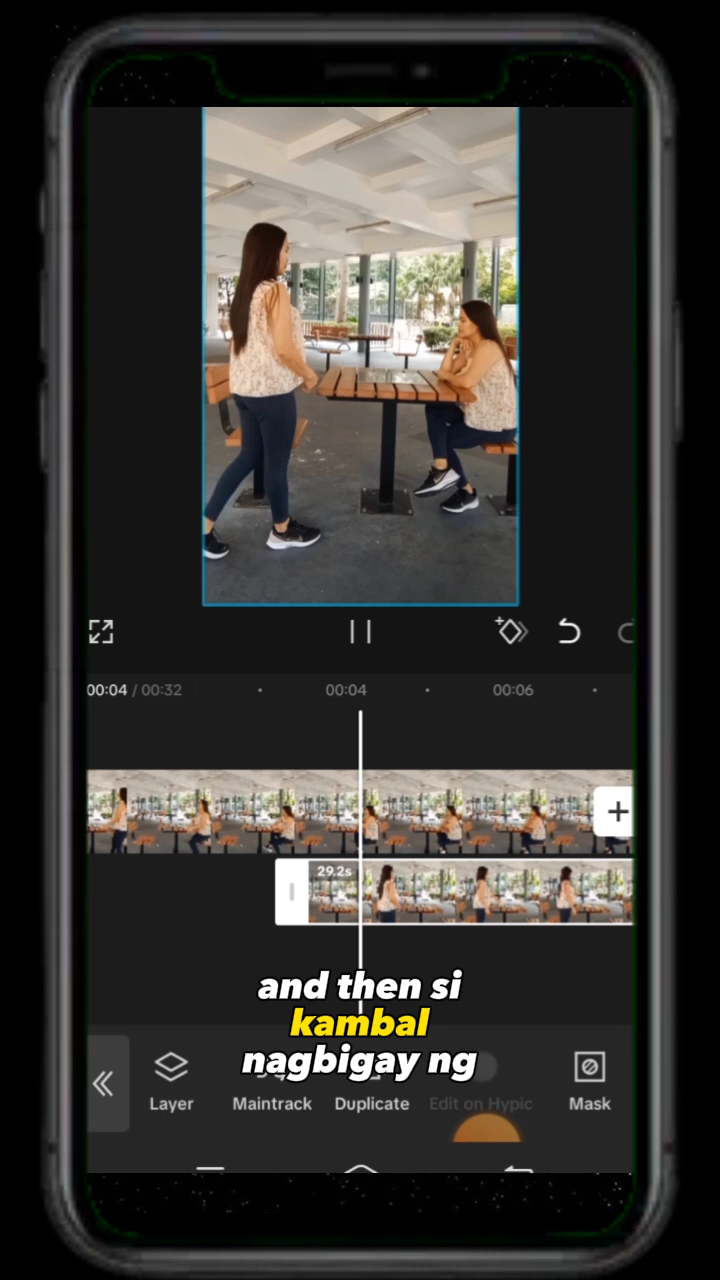 00:04 / 00:32
00:04
00:06
29.2s
and then si
kambal
nagbigay ng
Layer
Maintrack
Duplicate
Edit on Hypic
Mask